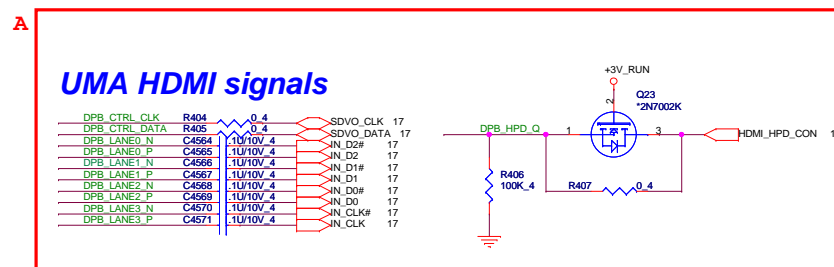 A
UMA HDMI signals
DPB_CTRL_CLK R404 0_4 SDVO_CLK 17
DPB_CTRL_DATA R405 0_4 SDVO_DATA 17
DPB_LANE0_N C4564 .1U/10V_4 IN_D2# 17
DPB_LANE0_P C4565 .1U/10V_4 IN_D2 17
DPB_LANE1_N C4566 .1U/10V_4 IN_D1# 17
DPB_LANE1_P C4567 .1U/10V_4 IN_D1 17
DPB_LANE2_N C4568 .1U/10V_4 IN_D0# 17
DPB_LANE2_P C4569 .1U/10V_4 IN_D0 17
DPB_LANE3_N C4570 .1U/10V_4 IN_CLK# 17
DPB_LANE3_P C4571 .1U/10V_4 IN_CLK 17
+3V_RUN
Q23
*2N7002K
2
DPB_HPD_Q 1 3 HDMI_HPD_CON
R406
100K_4
R407 0_4